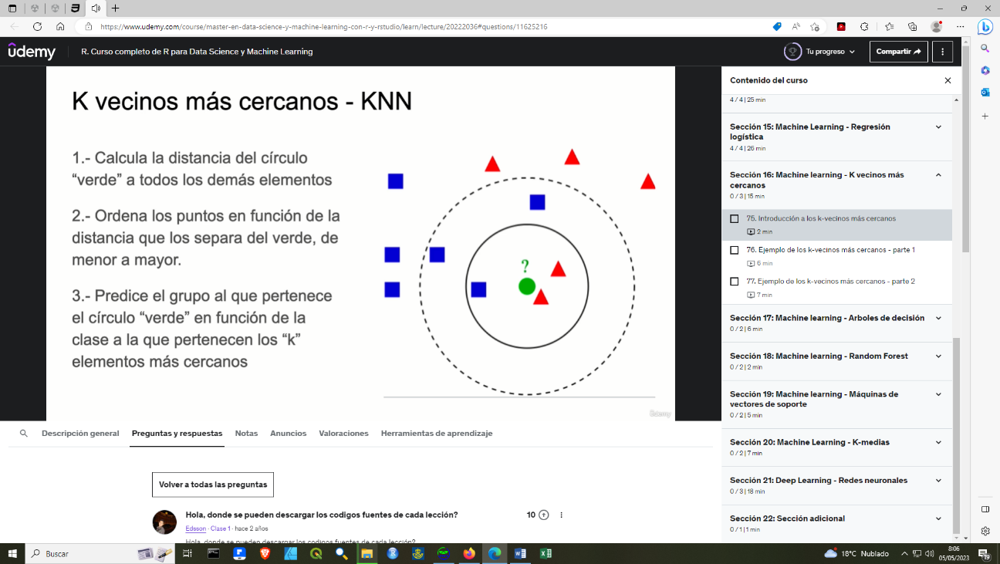 https://www.udemy.com/course/master-en-data-science-y-machine-learning-con-r-y-rstudio/learn/lecture/20222036#questions/11625216
ûdemy
R. Curso completo de R para Data Science y Machine Learning
Tu progreso
Compartir
K vecinos más cercanos - KNN
1.- Calcula la distancia del círculo
“verde” a todos los demás elementos
2.- Ordena los puntos en función de la
distancia que los separa del verde, de
menor a mayor.
3.- Predice el grupo al que pertenece
el círculo “verde” en función de la
clase a la que pertenecen los “k”
elementos más cercanos
?
ûdemy
Contenido del curso
4 / 4 | 25 min
Sección 15: Machine Learning - Regresión
logística
4 / 4 | 26 min
Sección 16: Machine learning - K vecinos más
cercanos
0 / 3 | 15 min
75. Introducción a los k-vecinos más cercanos
2 min
76. Ejemplo de los k-vecinos más cercanos - parte 1
6 min
77. Ejemplo de los k-vecinos más cercanos - parte 2
7 min
Sección 17: Machine learning - Arboles de decisión
0 / 2 | 6 min
Sección 18: Machine learning - Random Forest
0 / 2 | 2 min
Sección 19: Machine learning - Máquinas de
vectores de soporte
0 / 2 | 5 min
Sección 20: Machine Learning - K-medias
0 / 2 | 7 min
Sección 21: Deep Learning - Redes neuronales
0 / 3 | 18 min
Sección 22: Sección adicional
0 / 1 | 1 min
Descripción general
Preguntas y respuestas
Notas
Anuncios
Valoraciones
Herramientas de aprendizaje
Volver a todas las preguntas
Hola, donde se pueden descargar los codigos fuentes de cada lección?
10
Edsson · Clase 1 · hace 2 años
Hola, donde se pueden descargar los codigos fuentes de cada lección?
Buscar
18°C Nublado
8:06
05/05/2023
19